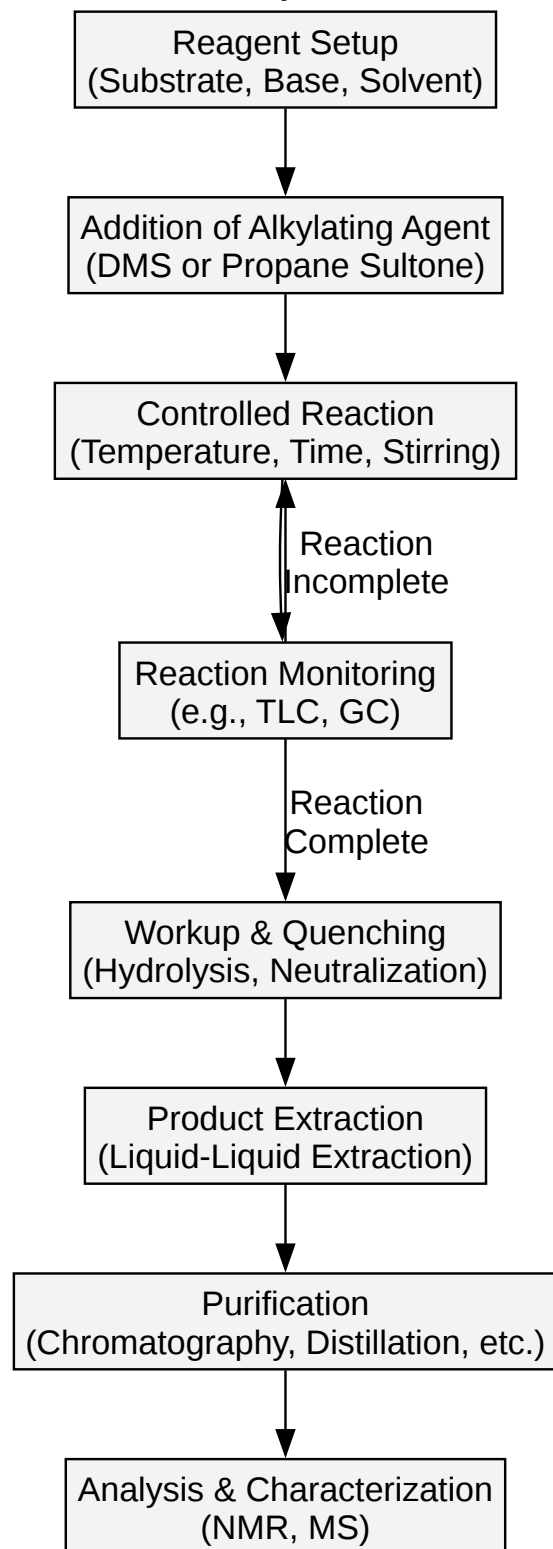 Reagent Setup
(Substrate, Base, Solvent)
Addition of Alkylating Agent
(DMS or Propane Sultone)
Controlled Reaction
(Temperature, Time, Stirring)
Reaction
Incomplete
Reaction Monitoring
(e.g., TLC, GC)
Reaction
Complete
Workup & Quenching
(Hydrolysis, Neutralization)
Product Extraction
(Liquid-Liquid Extraction)
Purification
(Chromatography, Distillation, etc.)
Analysis & Characterization
(NMR, MS)